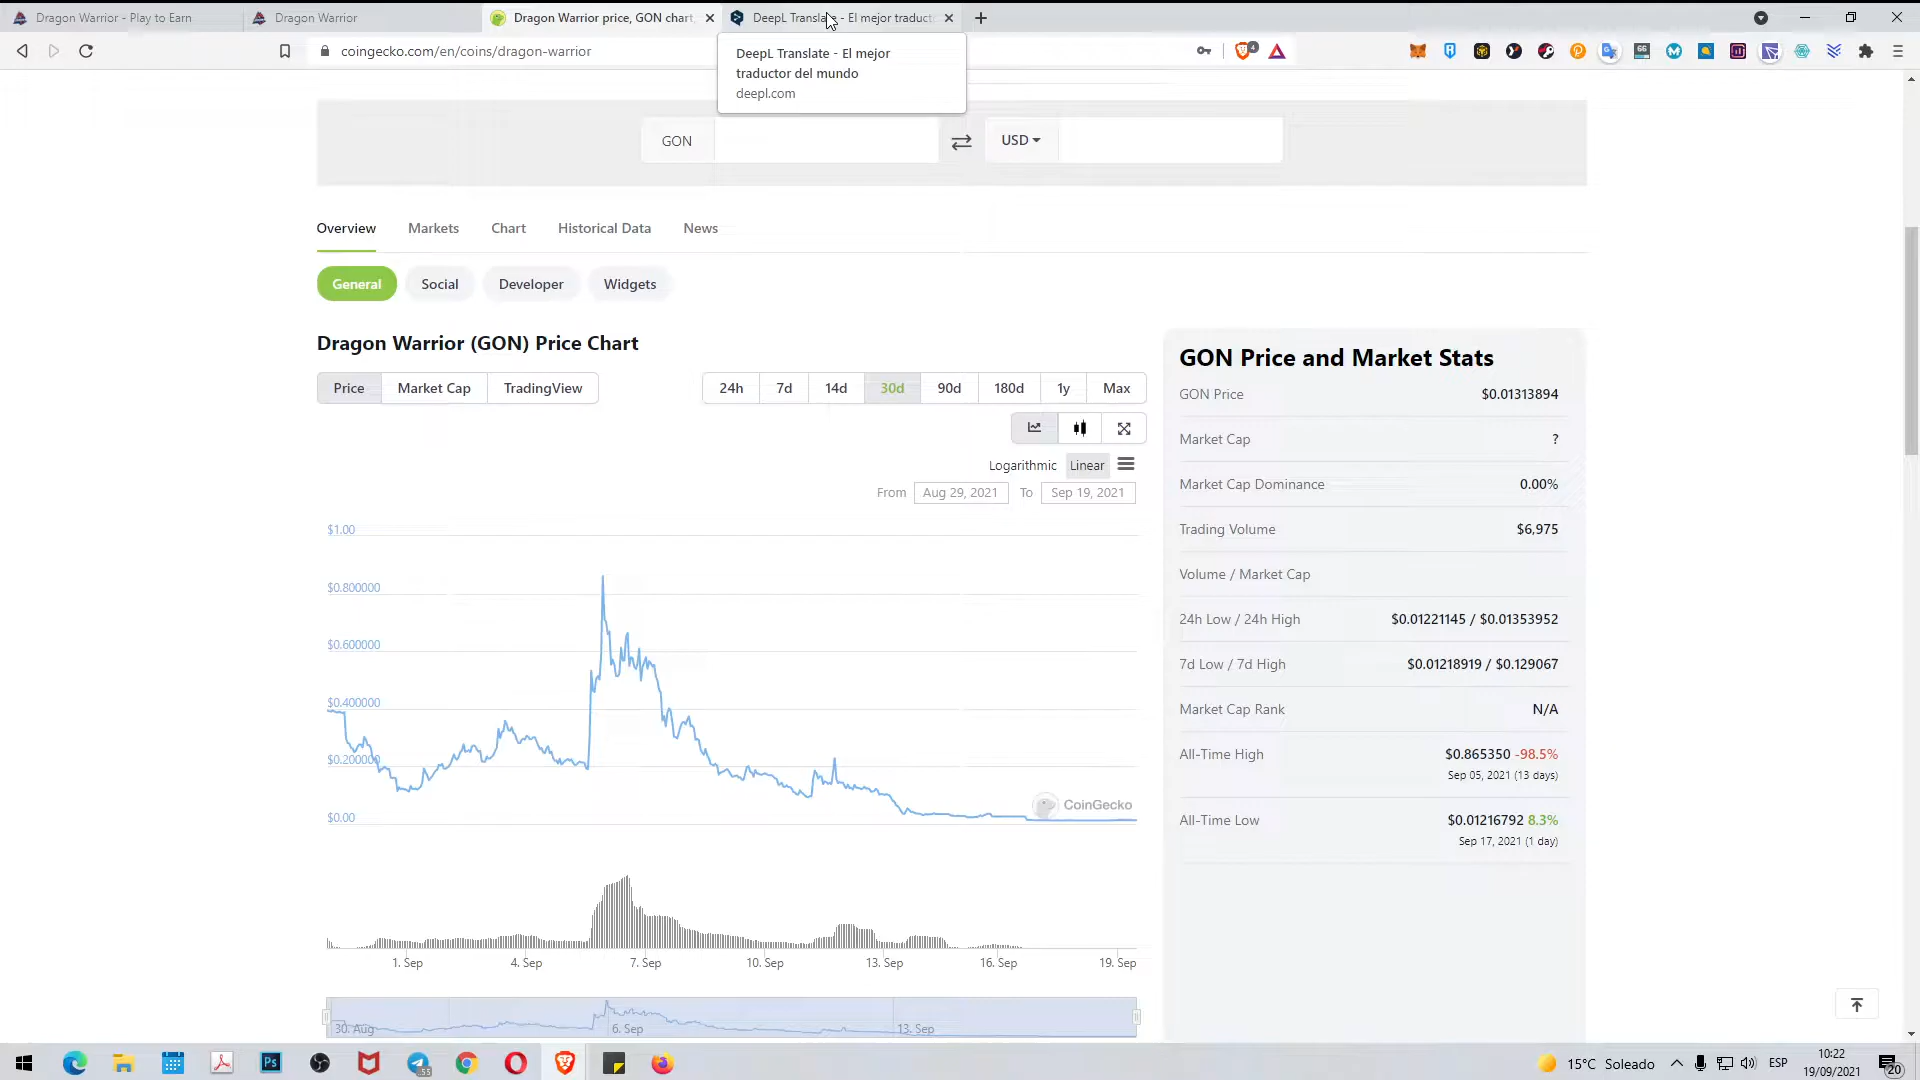 Dragon Warrior - Play to Earn
Dragon Warrior
Dragon Warrior price, GON chart,
DeepL Translate - El mejor traduct
coingecko.com/en/coins/dragon-warrior
4
66
DeepL Translate - El mejor
traductor del mundo
deepl.com
GON
USD
Overview
Markets
Chart
Historical Data
News
General
Social
Developer
Widgets
Dragon Warrior (GON) Price Chart
Price
Market Cap
TradingView
24h
7d
14d
30d
90d
180d
1y
Max
Logarithmic
Linear
From
Aug 29, 2021
To
Sep 19, 2021
$1.00
$0.800000
$0.600000
$0.400000
$0.200000
$0.00
CoinGecko
1. Sep
4. Sep
7. Sep
10. Sep
13. Sep
16. Sep
19. Sep
30. Aug
6. Sep
13. Sep
GON Price and Market Stats
GON Price $0.01313894
Market Cap ?
Market Cap Dominance 0.00%
Trading Volume $6,975
Volume / Market Cap
24h Low / 24h High $0.01221145 / $0.01353952
7d Low / 7d High $0.01218919 / $0.129067
Market Cap Rank N/A
All-Time High $0.865350 -98.5%
Sep 05, 2021 (13 days)
All-Time Low $0.01216792 8.3%
Sep 17, 2021 (1 day)
Ps
55
15°C Soleado
ESP
10:22
19/09/2021
20